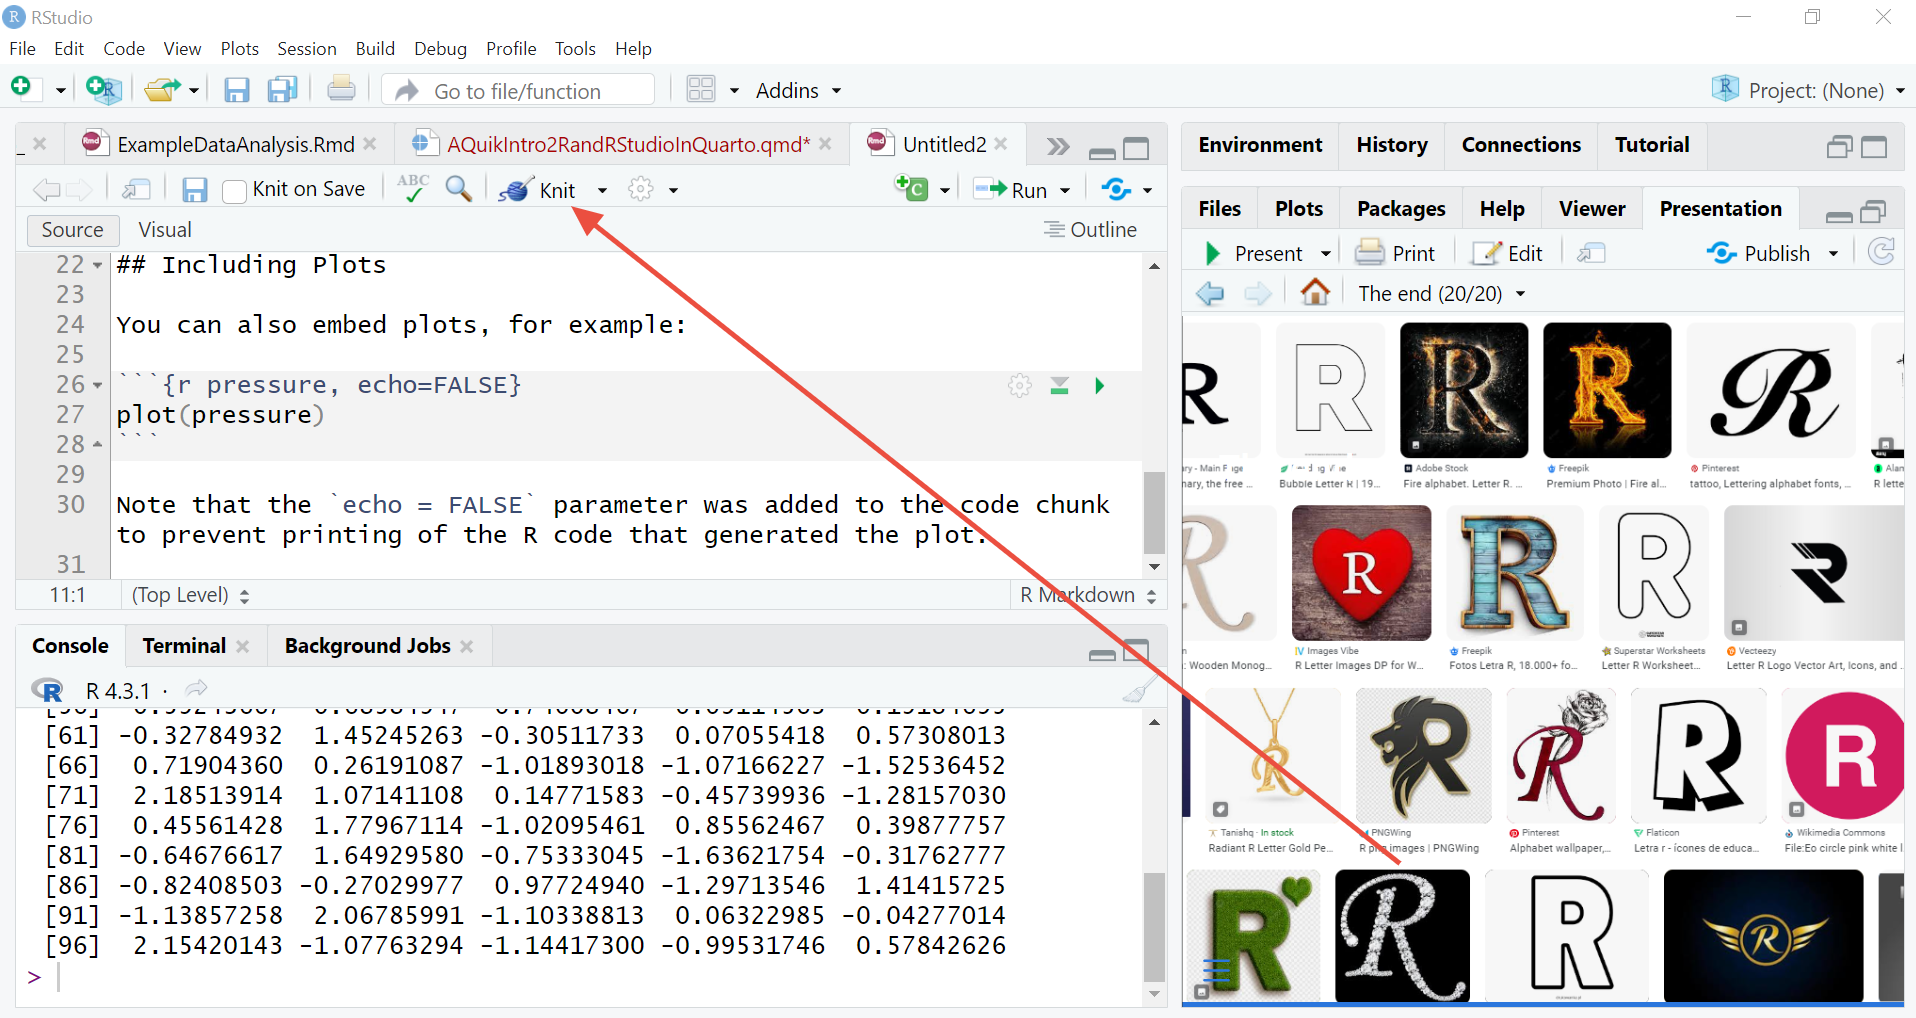 RStudio
File Edit Code View Plots Session Build Debug Profile Tools Help
Go to file/function Addins Project: (None)
ExampleDataAnalysis.Rmd AQuikIntro2RandRStudioInQuarto.qmd* Untitled2
Knit on Save ABC Knit Run
Source Visual Outline
22 ## Including Plots
23
24 You can also embed plots, for example:
25
26 ```{r pressure, echo=FALSE}
27 plot(pressure)
28 ```
29
30 Note that the `echo = FALSE` parameter was added to the code chunk
to prevent printing of the R code that generated the plot.
31
11:1 (Top Level) R Markdown
Console Terminal Background Jobs
R 4.3.1 ·
[61] -0.32784932 1.45245263 -0.30511733 0.07055418 0.57308013
[66] 0.71904360 0.26191087 -1.01893018 -1.07166227 -1.52536452
[71] 2.18513914 1.07141108 0.14771583 -0.45739936 -1.28157030
[76] 0.45561428 1.77967114 -1.02095461 0.85562467 0.39877757
[81] -0.64676617 1.64929580 -0.75333045 -1.63621754 -0.31762777
[86] -0.82408503 -0.27029977 0.97724940 -1.29713546 1.41415725
[91] -1.13857258 2.06785991 -1.10338813 0.06322985 -0.04277014
[96] 2.15420143 -1.07763294 -1.14417300 -0.99531746 0.57842626
>
Environment History Connections Tutorial
Files Plots Packages Help Viewer Presentation
Present Print Edit Publish
The end (20/20)
R R R R R
Adobe Stock Freepik Pinterest
nary, the free ... Bubble Letter R | 19... Fire alphabet. Letter R. ... Premium Photo | Fire al... tattoo, Lettering alphabet fonts, ...
R R R R R
Images Vibe Freepik Superstar Worksheets Vecteezy
: Wooden Monog... R Letter Images DP for W... Fotos Letra R, 18.000+ fo... Letter R Worksheet... Letter R Logo Vector Art, Icons, and ...
R R R R R
Tanishq · In stock PNGWing Pinterest Flaticon Wikimedia Commons
Radiant R Letter Gold Pe... R png images | PNGWing Alphabet wallpaper,... Letra r - ícones de educa... File:Eo circle pink white l
R R R R